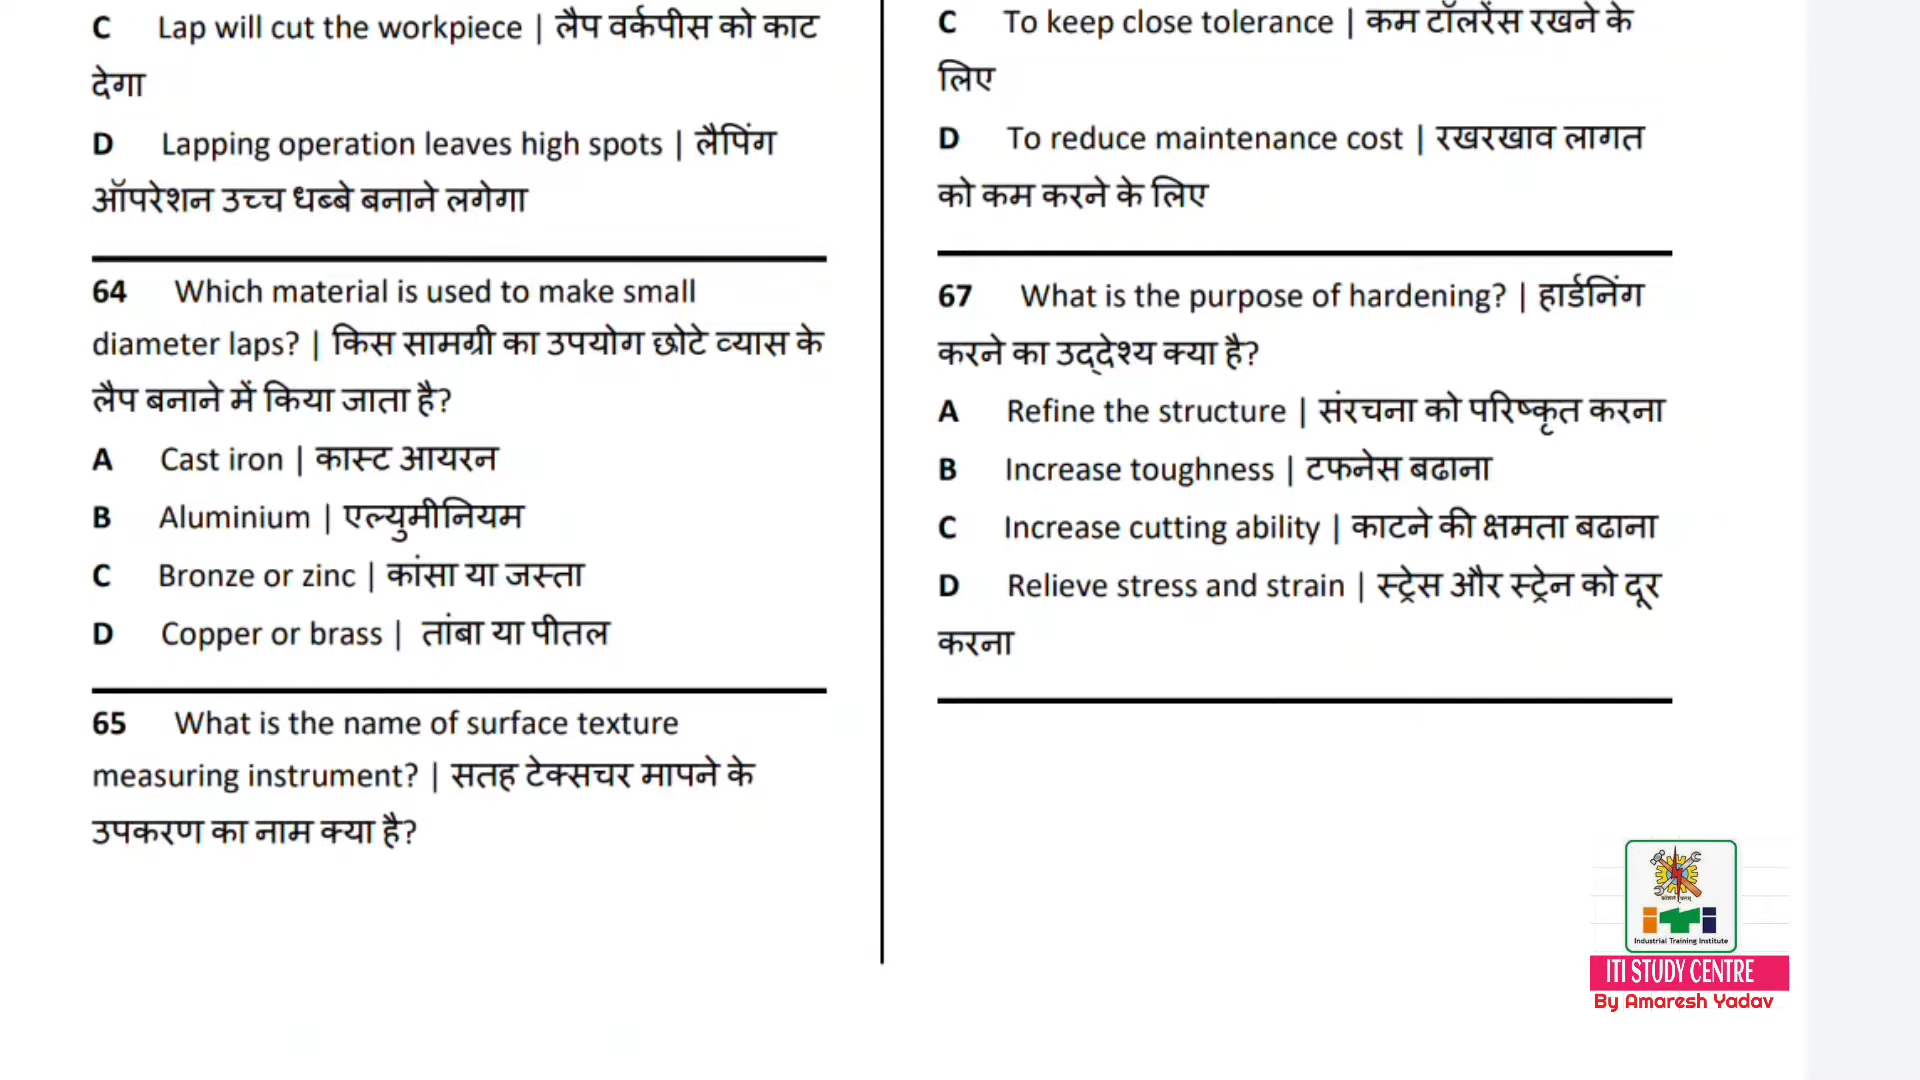 C Lap will cut the workpiece | लैप वर्कपीस को काट
देगा
D Lapping operation leaves high spots | लैपिंग
ऑपरेशन उच्च धब्बे बनाने लगेगा
64 Which material is used to make small
diameter laps? | किस सामग्री का उपयोग छोटे व्यास के
लैप बनाने में किया जाता है?
A Cast iron | कास्ट आयरन
B Aluminium | एल्युमीनियम
C Bronze or zinc | कांसा या जस्ता
D Copper or brass | तांबा या पीतल
65 What is the name of surface texture
measuring instrument? | सतह टेक्सचर मापने के
उपकरण का नाम क्या है?
C To keep close tolerance | कम टॉलरेंस रखने के
लिए
D To reduce maintenance cost | रखरखाव लागत
को कम करने के लिए
67 What is the purpose of hardening? | हार्डनिंग
करने का उद्देश्य क्या है?
A Refine the structure | संरचना को परिष्कृत करना
B Increase toughness | टफनेस बढाना
C Increase cutting ability | काटने की क्षमता बढाना
D Relieve stress and strain | स्ट्रेस और स्ट्रेन को दूर
करना
iTi
Industrial Training Institute
ITI STUDY CENTRE
By Amaresh Yadav